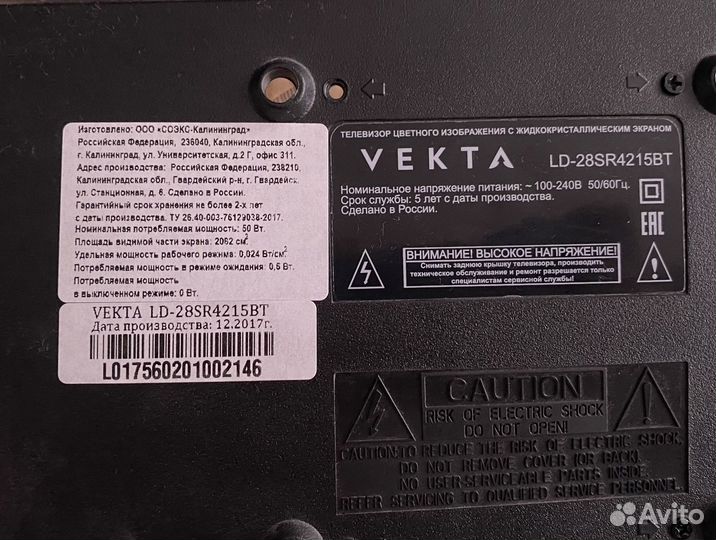 Изготовлено: ООО «СОЭКС-Калининград»
Российская Федерация, 236040, Калининградская обл.,
г. Калининград, ул. Университетская, д.2 Г, офис 311.
Адрес производства: Российская Федерация, 238210,
Калининградская обл., Гвардейский р-н, г. Гвардейск,
ул. Станционная, д. 6. Сделано в России.
Гарантийный срок хранения не более 2-х лет
с даты производства. ТУ 26.40-003-76129038-2017.
Номинальная потребляемая мощность: 50 Вт.
Площадь видимой части экрана: 2062 см²
Удельная мощность рабочего режима: 0,024 Вт/см²
Потребляемая мощность в режиме ожидания: 0,6 Вт.
Потребляемая мощность
в выключенном режиме: 0 Вт.
VEKTA LD-28SR4215BT
Дата производства: 12.2017г.
L017560201002146
ТЕЛЕВИЗОР ЦВЕТНОГО ИЗОБРАЖЕНИЯ С ЖИДКОКРИСТАЛЛИЧЕСКИМ ЭКРАНОМ
VEKTA LD-28SR4215BT
Номинальное напряжение питания: ~ 100-240В 50/60Гц.
Срок службы: 5 лет с даты производства.
Сделано в России.
EAC
ВНИМАНИЕ! ВЫСОКОЕ НАПРЯЖЕНИЕ!
Снимать заднюю крышку телевизора, производить
техническое обслуживание и ремонт разрешается только
специалистам сервисной службы!
CAUTION
RISK OF ELECTRIC SHOCK
DO NOT OPEN!
CAUTION:TO REDUCE THE RISK OF ELECTRIC SHOCK.
DO NOT REMOVE COVER (OR BACK).
NO USER-SERVICEABLE PARTS INSIDE.
REFER SERVICING TO QUALIFIED SERVICE PERSONNEL.
Avito